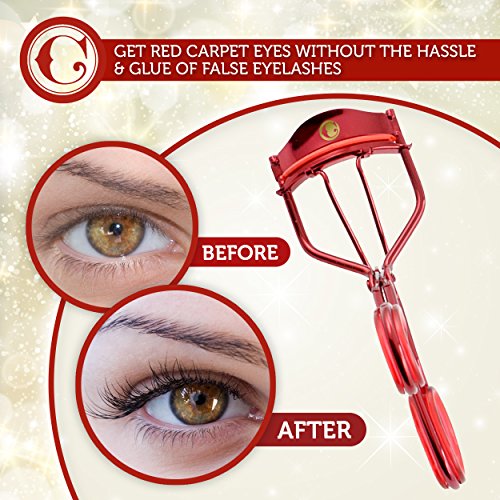 C
GET RED CARPET EYES WITHOUT THE HASSLE
& GLUE OF FALSE EYELASHES
BEFORE
AFTER